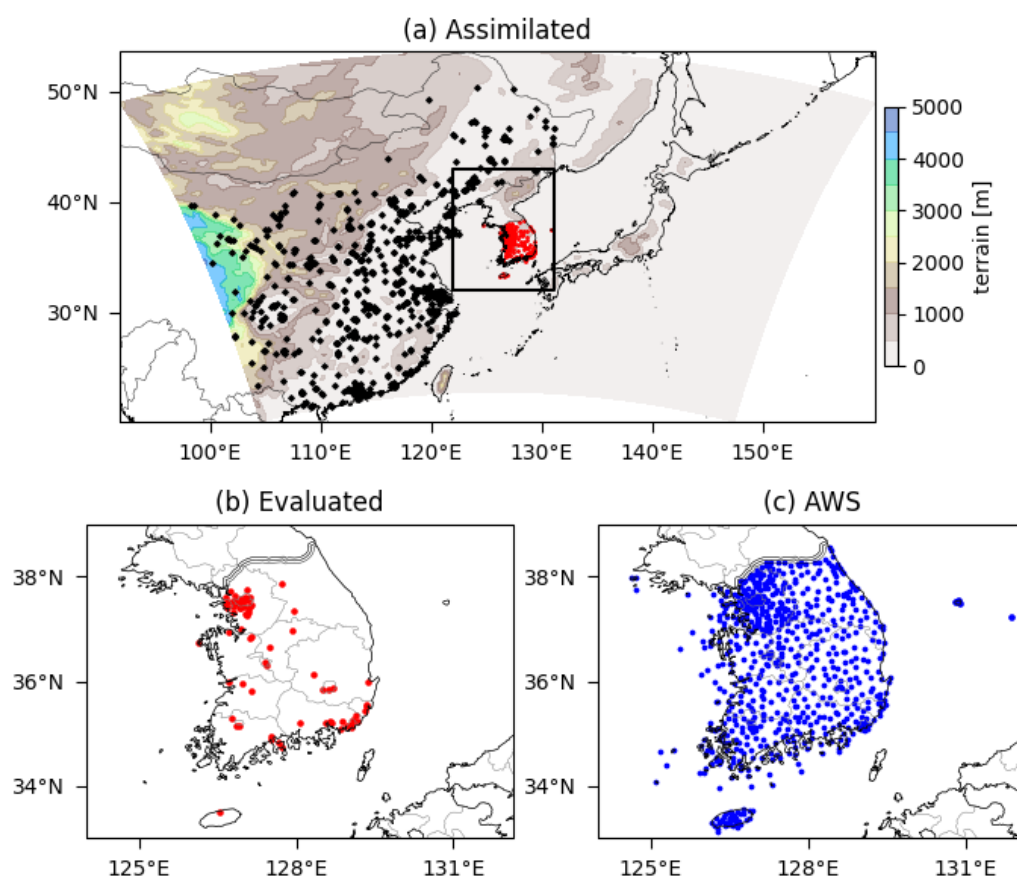 (a) Assimilated
50°N
40°N
30°N
100°E 110°E 120°E 130°E 140°E 150°E
5000
4000
3000
2000
1000
0
terrain [m]
(b) Evaluated
38°N
36°N
34°N
125°E 128°E 131°E
(c) AWS
38°N
36°N
34°N
125°E 128°E 131°E